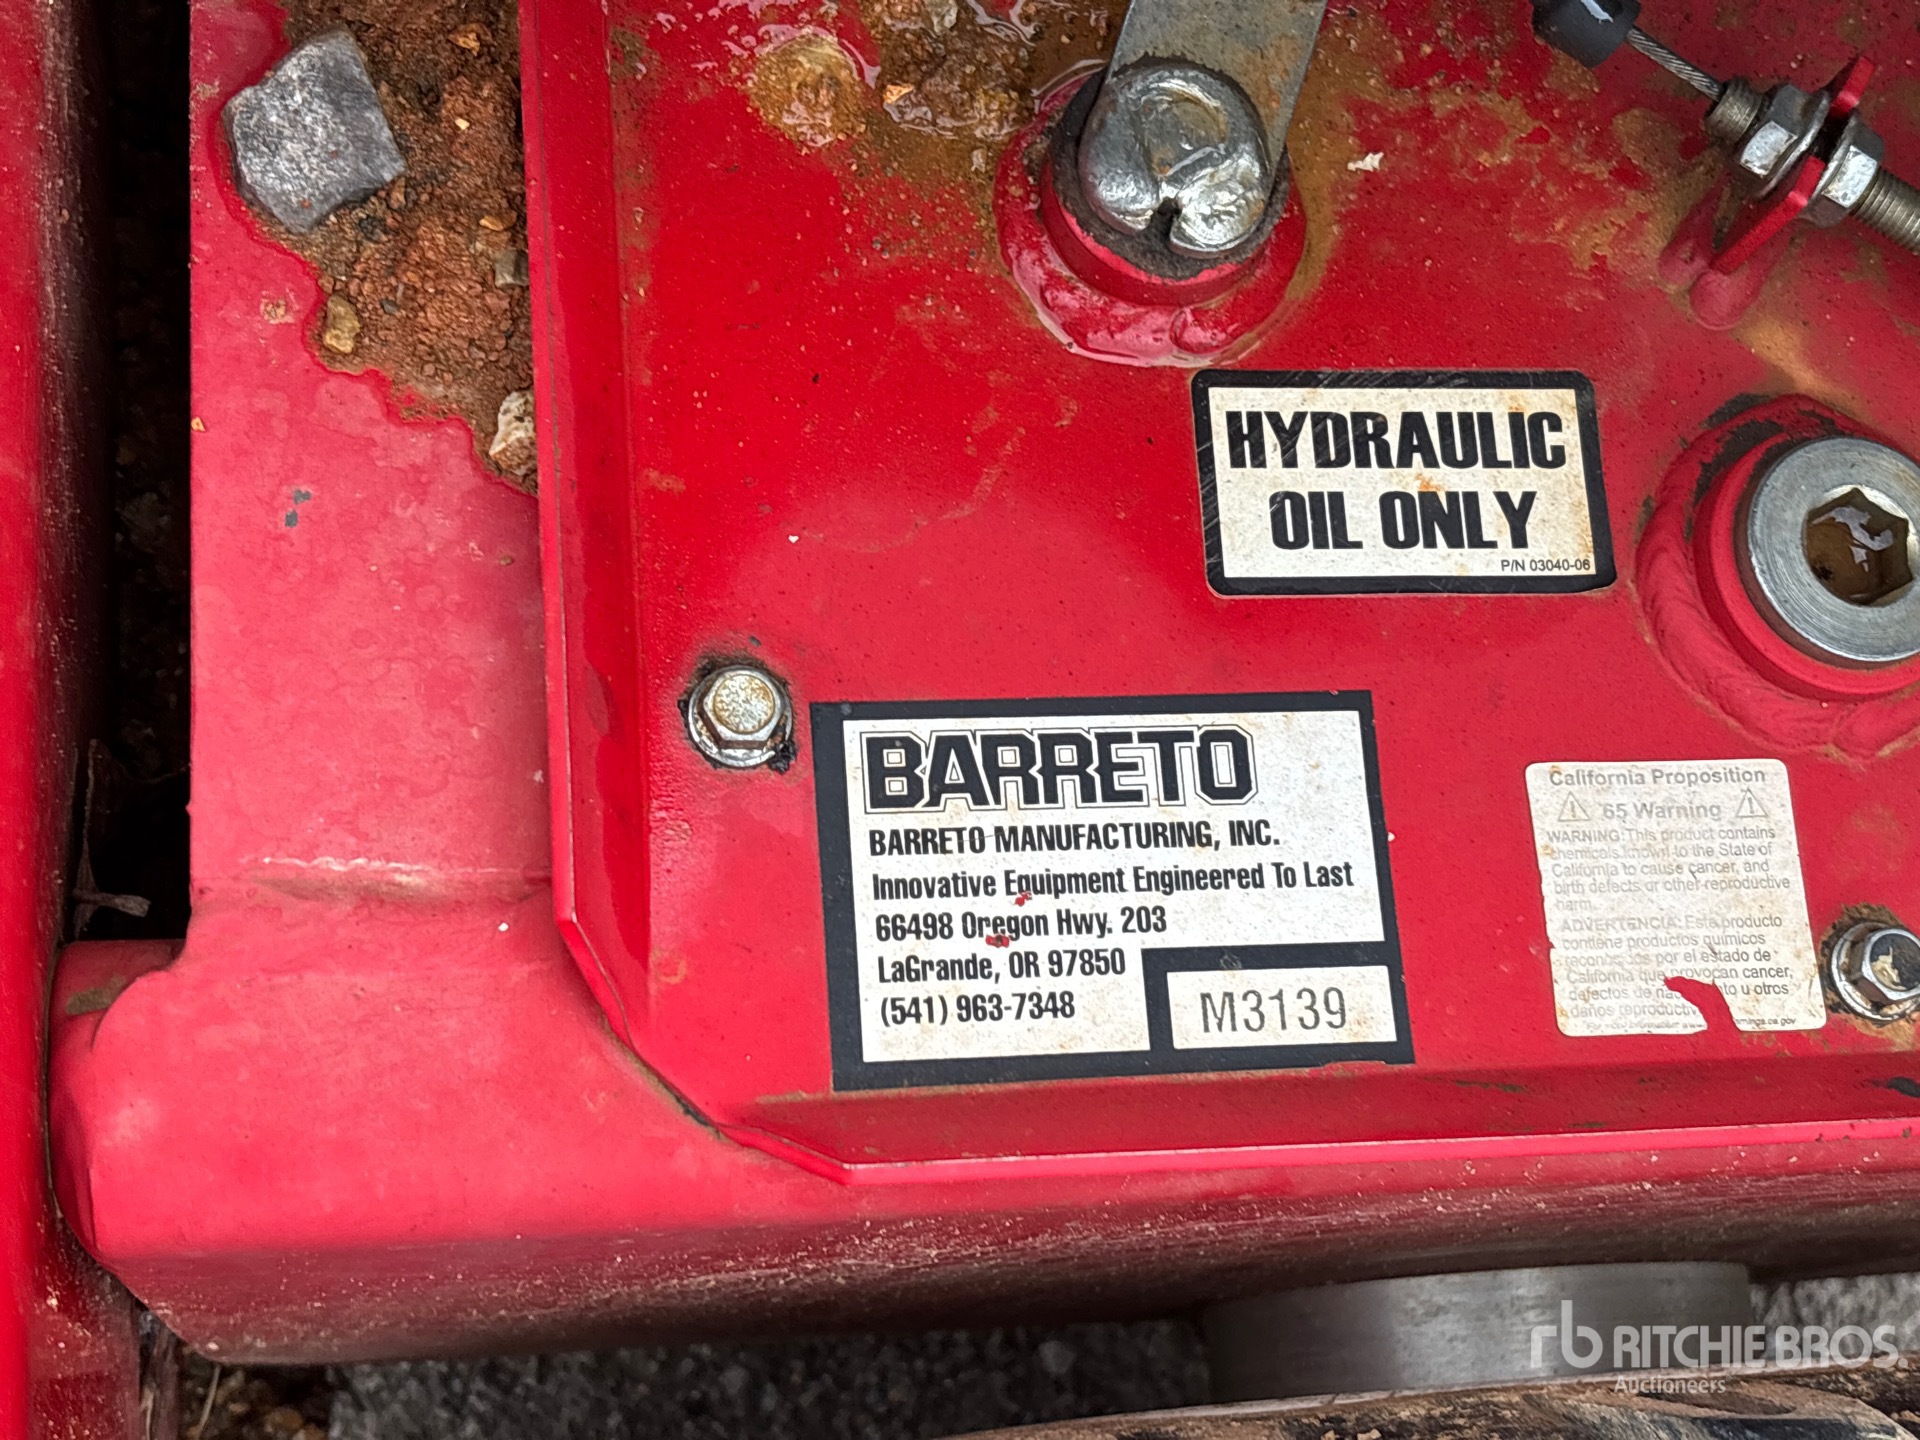 HYDRAULIC
OIL ONLY
P/N 03040-06
BARRETO
BARRETO MANUFACTURING, INC.
Innovative Equipment Engineered To Last
66498 Oregon Hwy. 203
LaGrande, OR 97850
(541) 963-7348
M3139
California Proposition
65 Warning
WARNING: This product contains
chemicals known to the State of
California to cause cancer, and
birth defects or other reproductive
harm.
ADVERTENCIA: Este producto
contiene productos químicos
por el estado de
California que provocan cancer,
defectos de u otros
daños
rb RITCHIE BROS.
Auctioneers